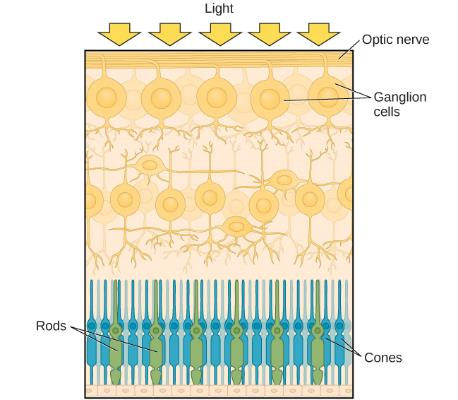 Light
Optic nerve
Ganglion
cells
Rods
Cones